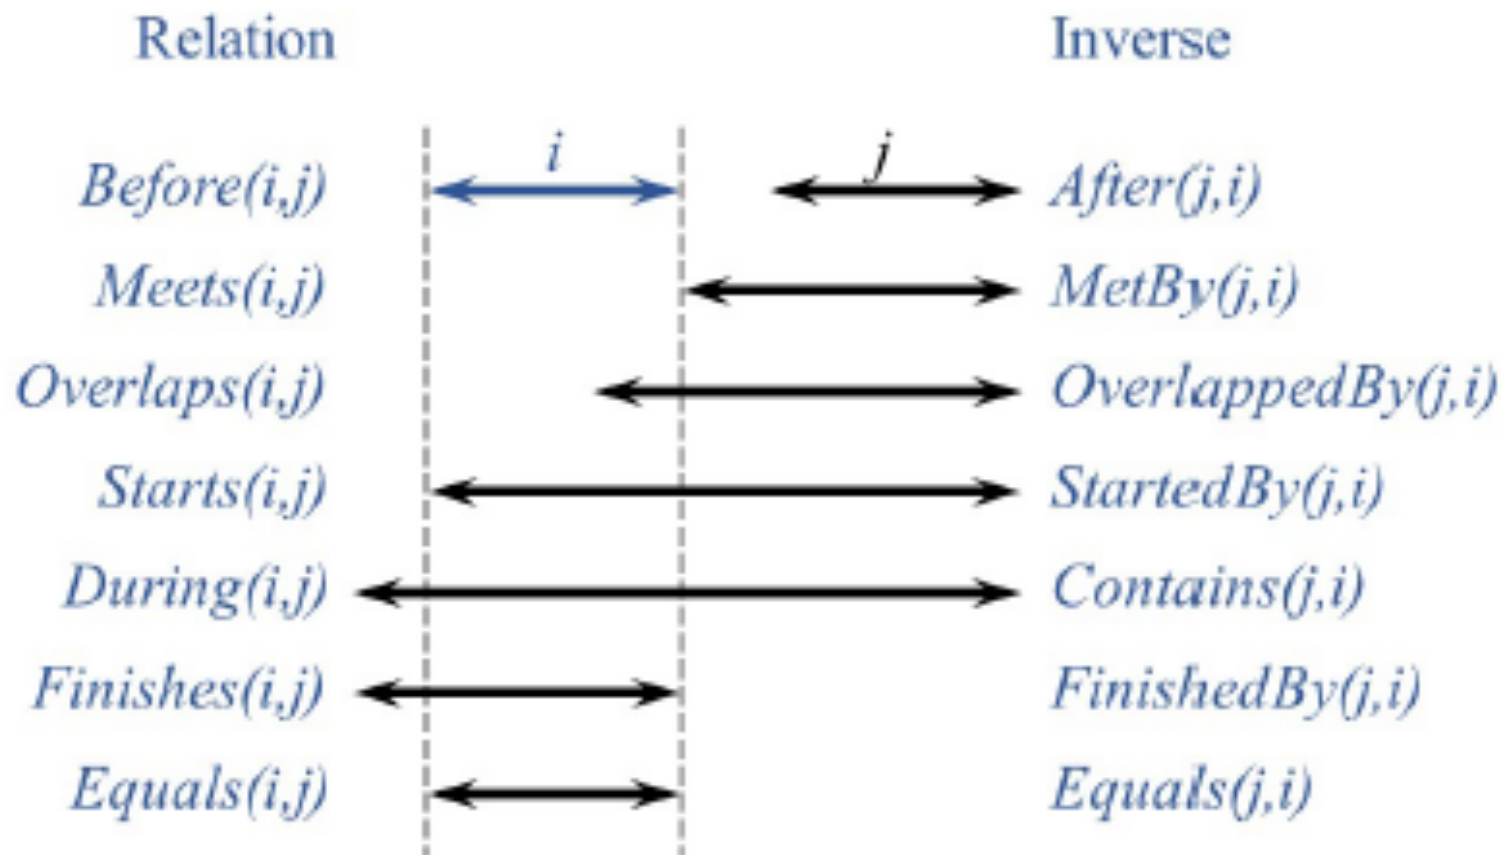 Relation Inverse
i j
Before(i,j) After(j,i)
Meets(i,j) MetBy(j,i)
Overlaps(i,j) OverlappedBy(j,i)
Starts(i,j) StartedBy(j,i)
During(i,j) Contains(j,i)
Finishes(i,j) FinishedBy(j,i)
Equals(i,j) Equals(j,i)